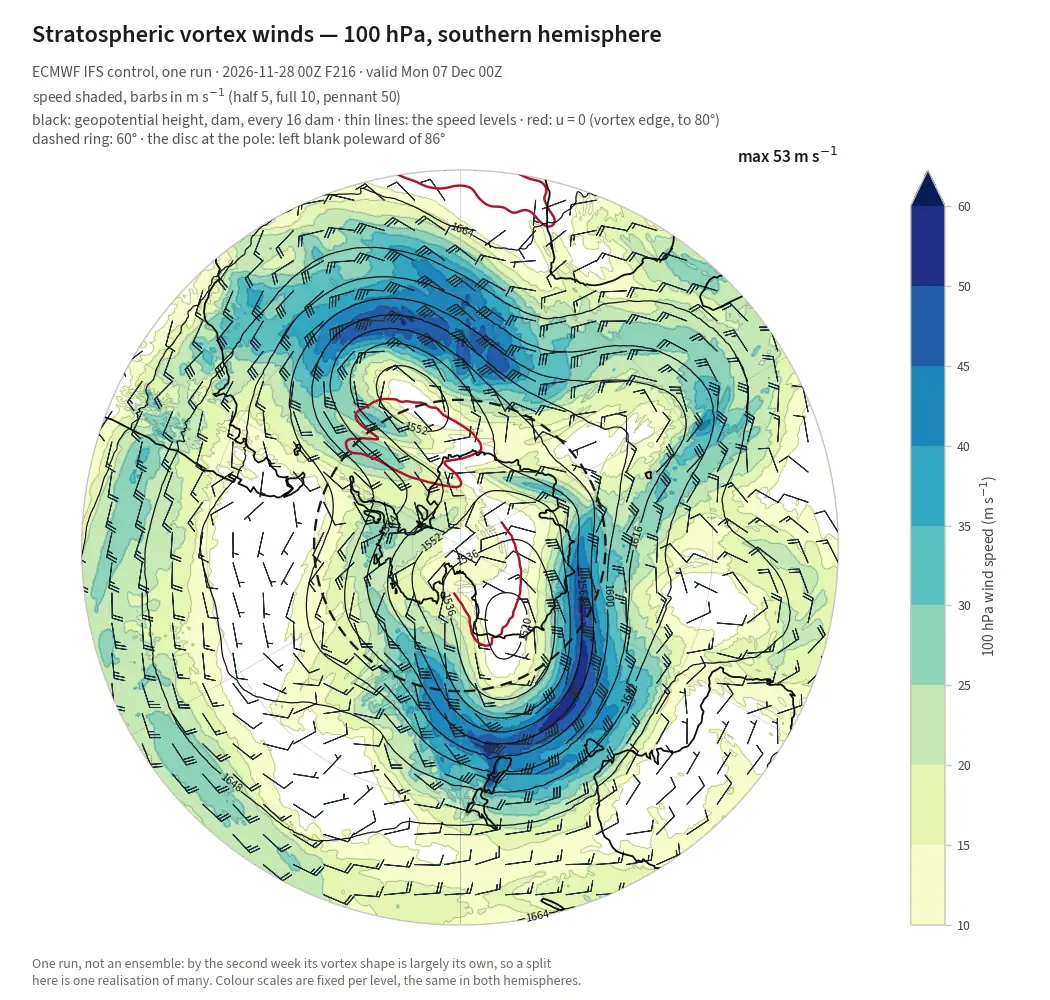 Stratospheric vortex winds — 100 hPa, southern hemisphere
ECMWF IFS control, one run · 2026-11-28 00Z F216 · valid Mon 07 Dec 00Z
speed shaded, barbs in m s⁻¹ (half 5, full 10, pennant 50)
black: geopotential height, dam, every 16 dam · thin lines: the speed levels · red: u = 0 (vortex edge, to 80°)
dashed ring: 60° · the disc at the pole: left blank poleward of 86°
max 53 m s⁻¹
60
50
45
40
35
30
25
20
15
10
100 hPa wind speed (m s⁻¹)
1664
1552
1616
1552
1536
1536
1600
1520
1648
1664
One run, not an ensemble: by the second week its vortex shape is largely its own, so a split
here is one realisation of many. Colour scales are fixed per level, the same in both hemispheres.